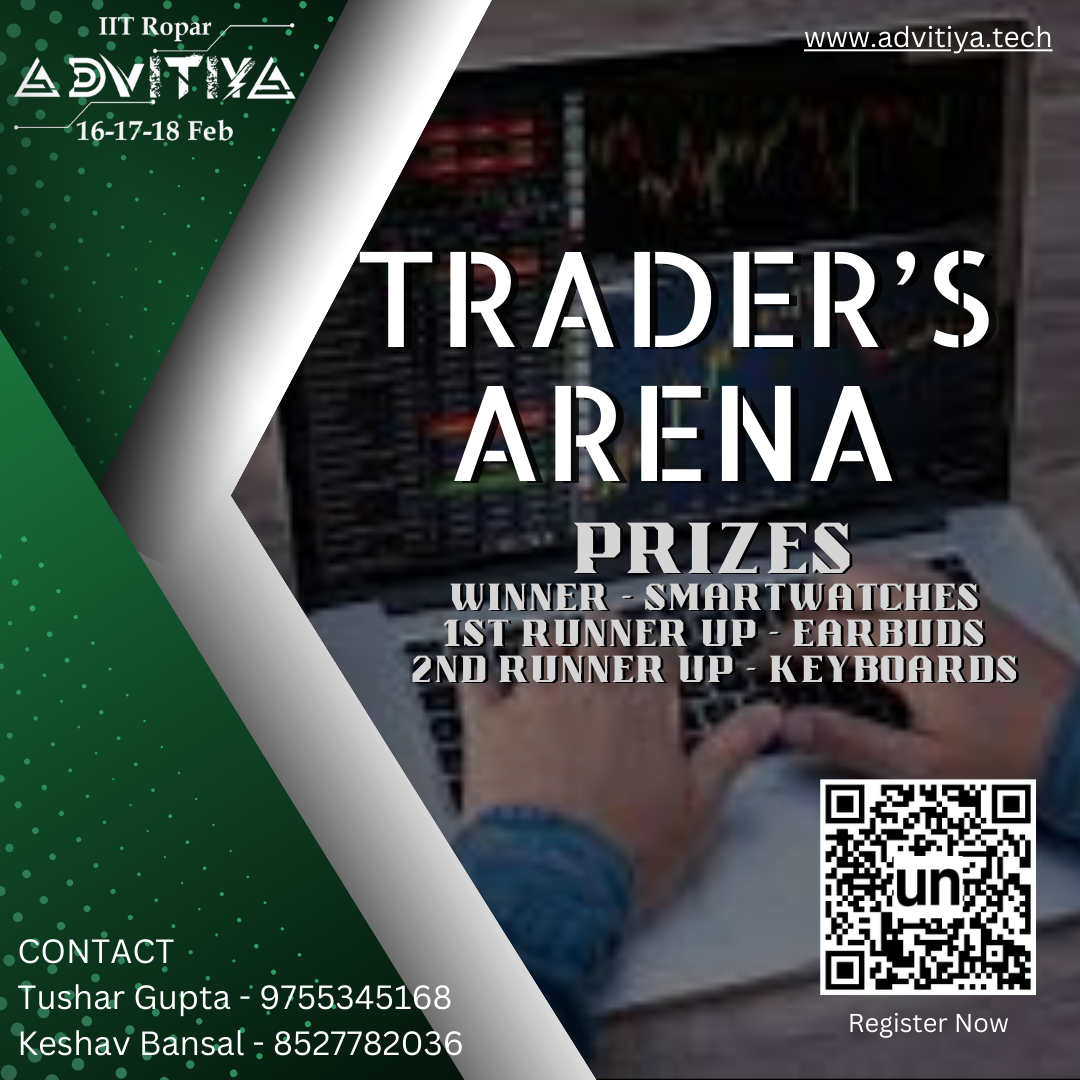 IIT Ropar
ADVITIYA
16-17-18 Feb
www.advitiya.tech
TRADER'S
ARENA
PRIZES
WINNER - SMARTWATCHES
1ST RUNNER UP - EARBUDS
2ND RUNNER UP - KEYBOARDS
un
Register Now
CONTACT
Tushar Gupta - 9755345168
Keshav Bansal - 8527782036